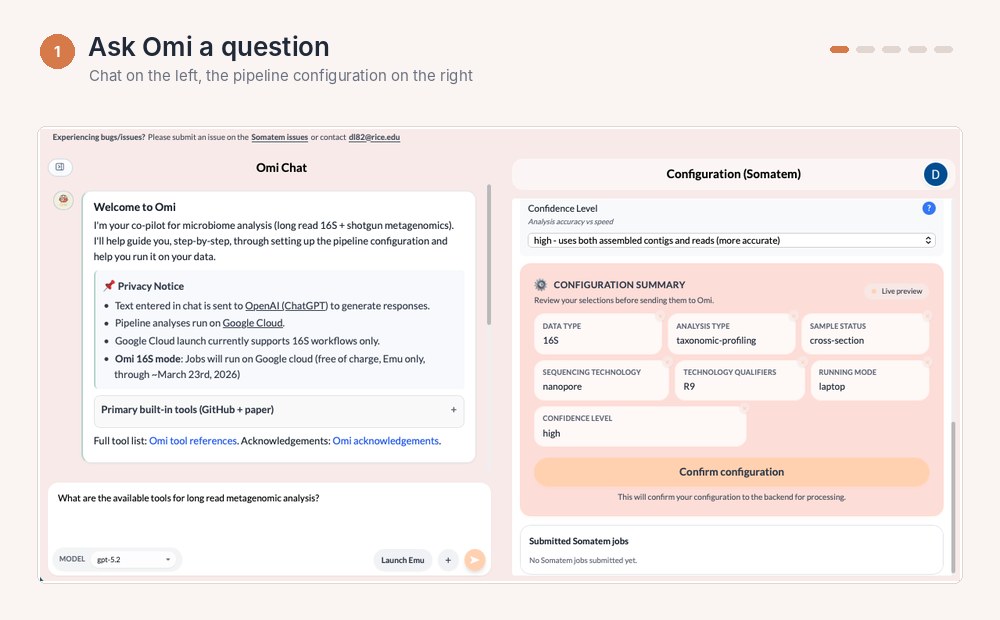 1
Ask Omi a question
Chat on the left, the pipeline configuration on the right
Experiencing bugs/issues? Please submit an issue on the Somatem issues or contact dl82@rice.edu
Omi Chat
Welcome to Omi
I'm your co-pilot for microbiome analysis (long read 16S + shotgun metagenomics).
I'll help guide you, step-by-step, through setting up the pipeline configuration and
help you run it on your data.
📌 Privacy Notice
• Text entered in chat is sent to OpenAI (ChatGPT) to generate responses.
• Pipeline analyses run on Google Cloud.
• Google Cloud launch currently supports 16S workflows only.
• Omi 16S mode: Jobs will run on Google cloud (free of charge, Emu only,
through ~March 23rd, 2026)
Primary built-in tools (GitHub + paper) +
Full tool list: Omi tool references. Acknowledgements: Omi acknowledgements.
What are the available tools for long read metagenomic analysis?
MODEL gpt-5.2
Launch Emu +
Configuration (Somatem)
D
Confidence Level ?
Analysis accuracy vs speed
high - uses both assembled contigs and reads (more accurate)
CONFIGURATION SUMMARY
Review your selections before sending them to Omi.
Live preview
DATA TYPE
16S
ANALYSIS TYPE
taxonomic-profiling
SAMPLE STATUS
cross-section
SEQUENCING TECHNOLOGY
nanopore
TECHNOLOGY QUALIFIERS
R9
RUNNING MODE
laptop
CONFIDENCE LEVEL
high
Confirm configuration
This will confirm your configuration to the backend for processing.
Submitted Somatem jobs
No Somatem jobs submitted yet.